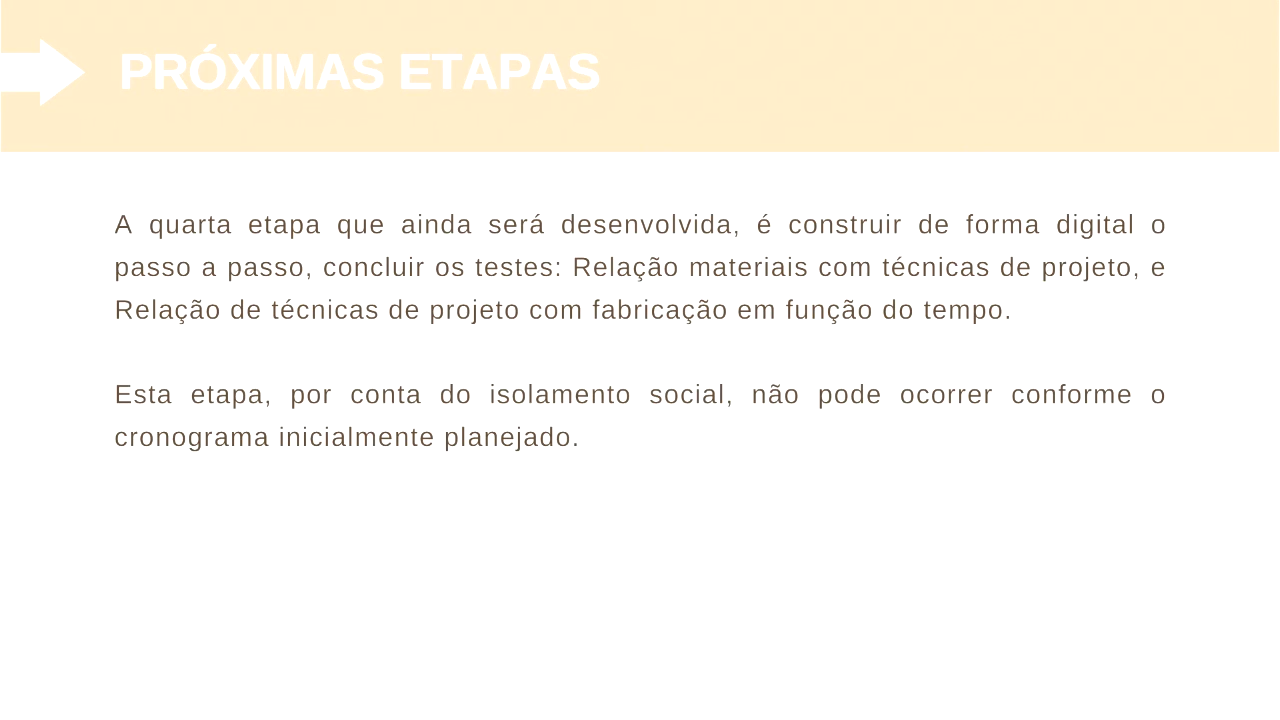 PRÓXIMAS ETAPAS
A quarta etapa que ainda será desenvolvida, é construir de forma digital o
passo a passo, concluir os testes: Relação materiais com técnicas de projeto, e
Relação de técnicas de projeto com fabricação em função do tempo.
Esta etapa, por conta do isolamento social, não pode ocorrer conforme o
cronograma inicialmente planejado.